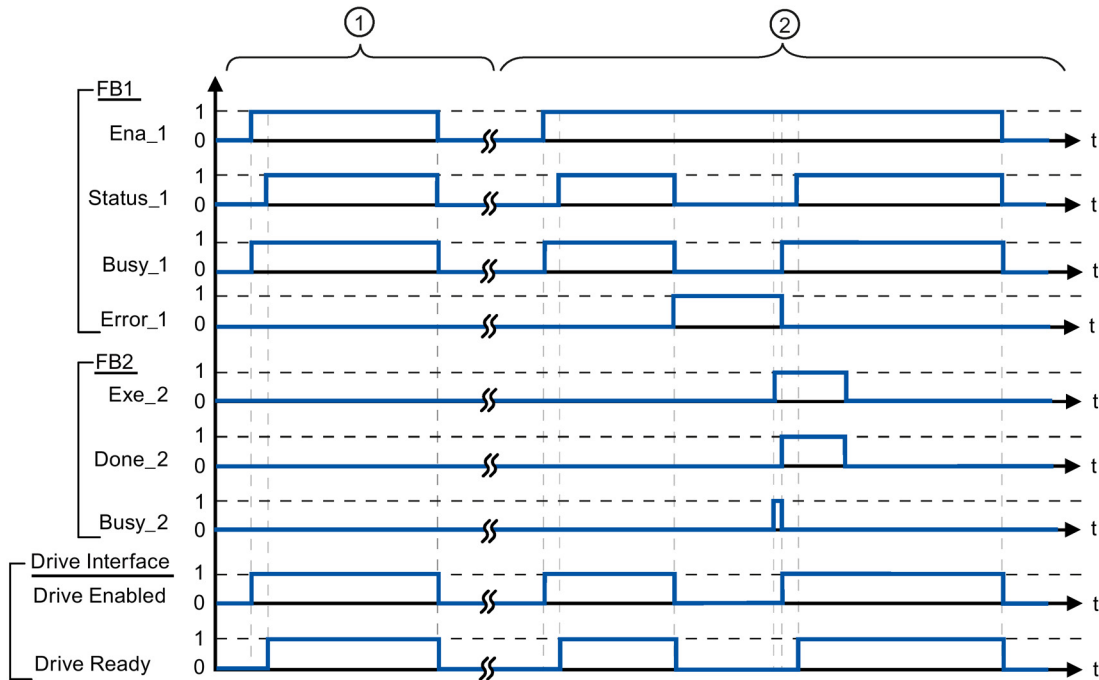 1 2
FB1
1
Ena_1 0 t
1
Status_1 0 t
1
Busy_1 0 t
1
Error_1 0 t
FB2
1
Exe_2 0 t
1
Done_2 0 t
1
Busy_2 0 t
Drive Interface
1
Drive Enabled 0 t
1
Drive Ready 0 t